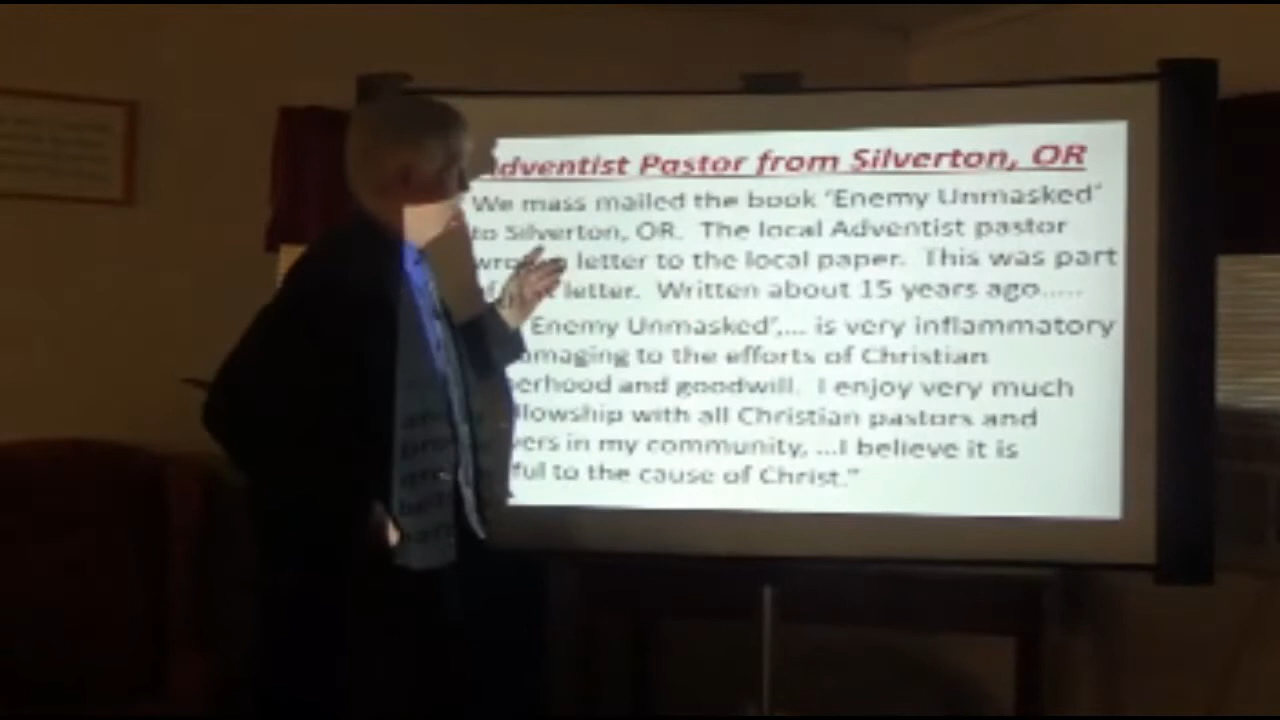 dventist Pastor from Silverton, OR
We mass mailed the book 'Enemy Unmasked'
to Silverton, OR. The local Adventist pastor
letter to the local paper. This was part
letter. Written about 15 years ago.....
Enemy Unmasked',... is very inflammatory
maging to the efforts of Christian
erhood and goodwill. I enjoy very much
llowship with all Christian pastors and
vers in my community, ...I believe it is
ful to the cause of Christ."